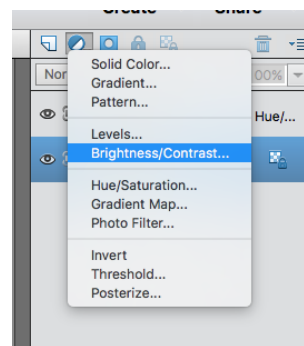 Create Share
Nor 00%
Solid Color...
Gradient...
Pattern...
Hue/...
Levels...
Brightness/Contrast...
Hue/Saturation...
Gradient Map...
Photo Filter...
Invert
Threshold...
Posterize...